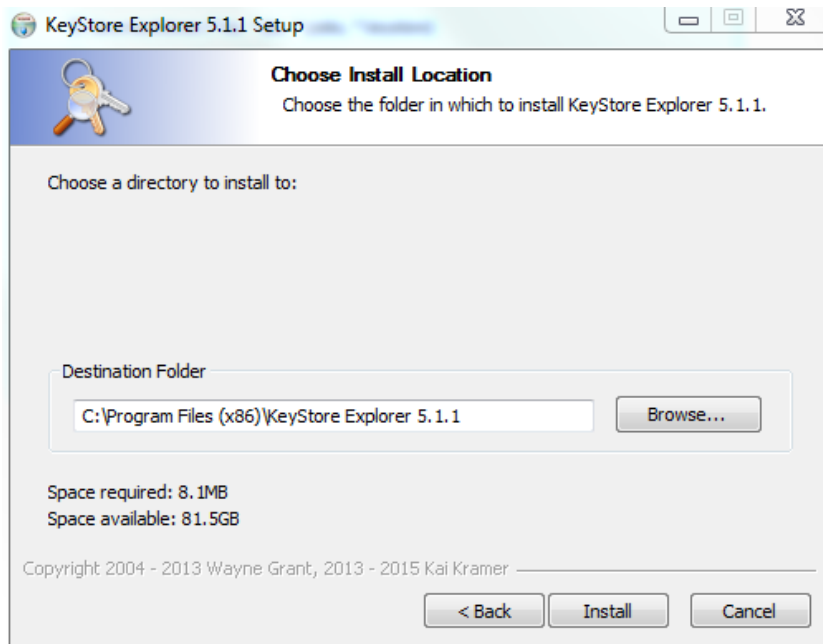 KeyStore Explorer 5.1.1 Setup
Choose Install Location
Choose the folder in which to install KeyStore Explorer 5.1.1.
Choose a directory to install to:
Destination Folder
C:\Program Files (x86)\KeyStore Explorer 5.1.1
Browse...
Space required: 8.1MB
Space available: 81.5GB
Copyright 2004 - 2013 Wayne Grant, 2013 - 2015 Kai Kramer
< Back Install Cancel